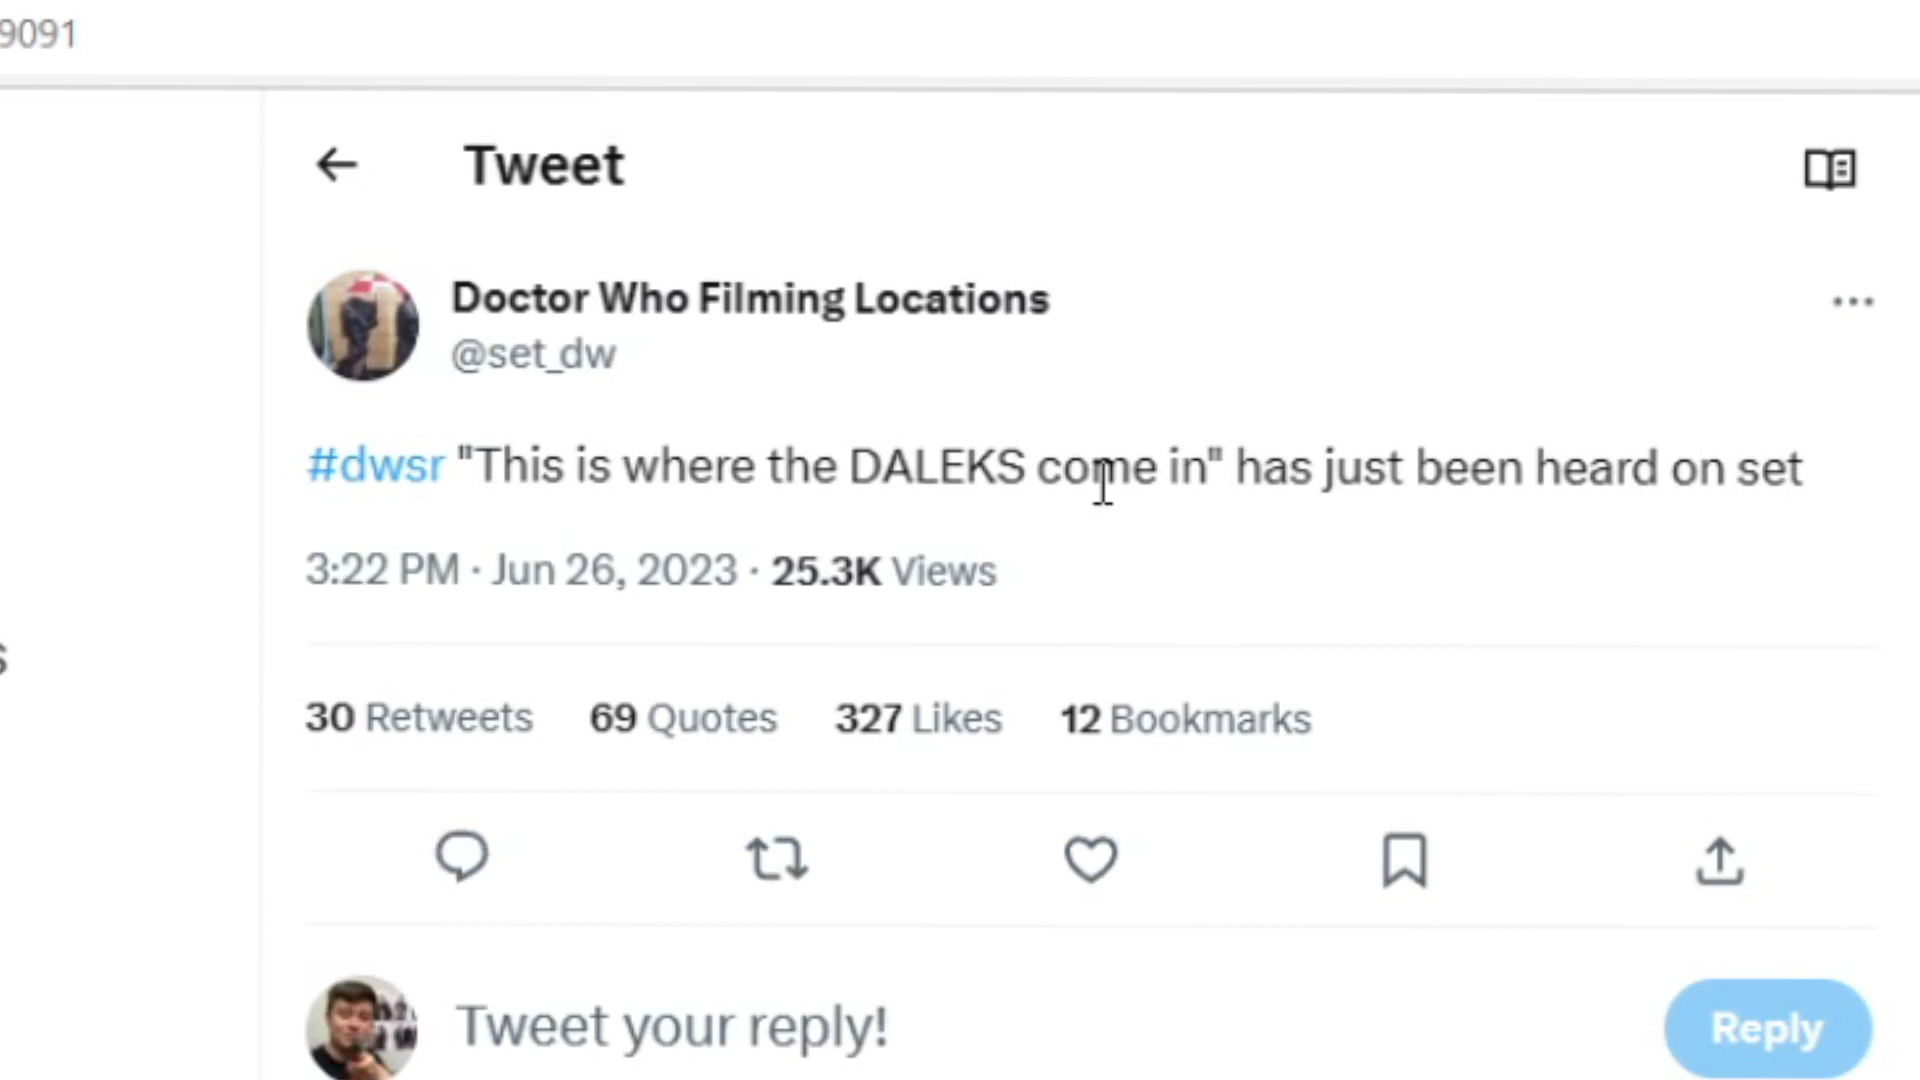 9091
Tweet
Doctor Who Filming Locations
@set_dw
#dwsr "This is where the DALEKS come in" has just been heard on set
3:22 PM · Jun 26, 2023 · 25.3K Views
s
30 Retweets 69 Quotes 327 Likes 12 Bookmarks
Tweet your reply!
Reply